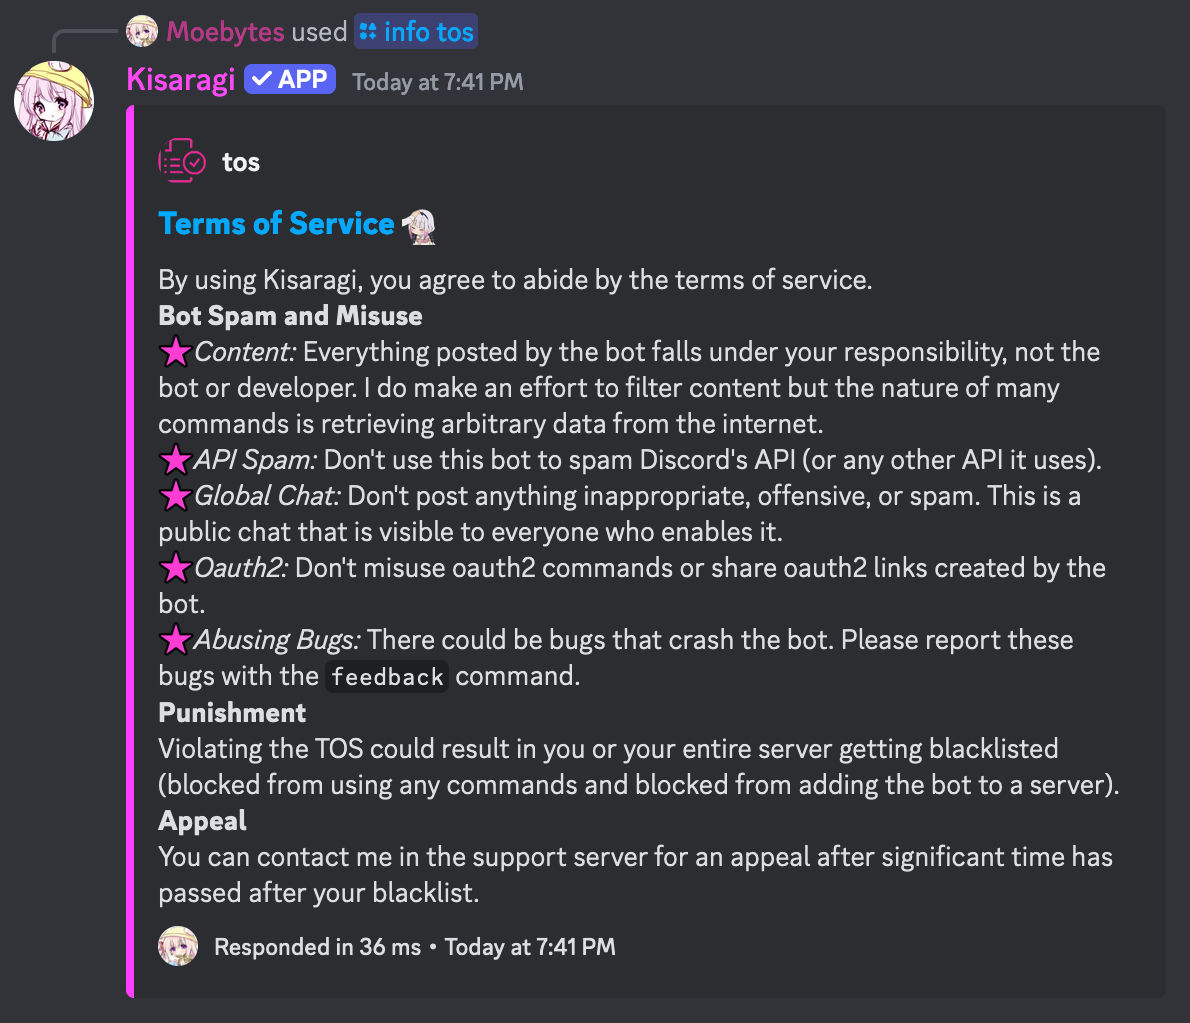 Moebytes used info tos
Kisaragi APP Today at 7:41 PM
tos
Terms of Service
By using Kisaragi, you agree to abide by the terms of service.
Bot Spam and Misuse
Content: Everything posted by the bot falls under your responsibility, not the
bot or developer. I do make an effort to filter content but the nature of many
commands is retrieving arbitrary data from the internet.
API Spam: Don't use this bot to spam Discord's API (or any other API it uses).
Global Chat: Don't post anything inappropriate, offensive, or spam. This is a
public chat that is visible to everyone who enables it.
Oauth2: Don't misuse oauth2 commands or share oauth2 links created by the
bot.
Abusing Bugs: There could be bugs that crash the bot. Please report these
bugs with the feedback command.
Punishment
Violating the TOS could result in you or your entire server getting blacklisted
(blocked from using any commands and blocked from adding the bot to a server).
Appeal
You can contact me in the support server for an appeal after significant time has
passed after your blacklist.
Responded in 36 ms • Today at 7:41 PM